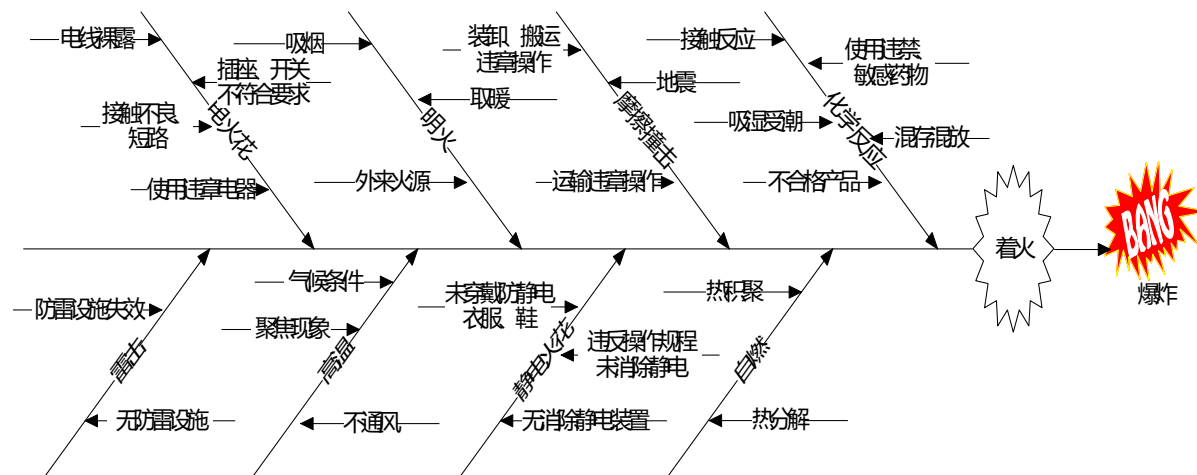 电线裸露
插座、开关
不符合要求
接触不良、
短路
使用违章电器
电火花
吸烟
取暖
外来火源
明火
装卸、搬运
违章操作
地震
运输违章操作
摩擦撞击
接触反应
使用违禁、
敏感药物
吸湿受潮
混存混放
不合格产品
化学反应
着火
BANG
爆炸
防雷设施失效
无防雷设施
雷击
气候条件
聚焦现象
不通风
高温
未穿戴防静电
衣服、鞋
违反操作规程
未消除静电
无消除静电装置
静电火花
热积聚
热分解
自燃